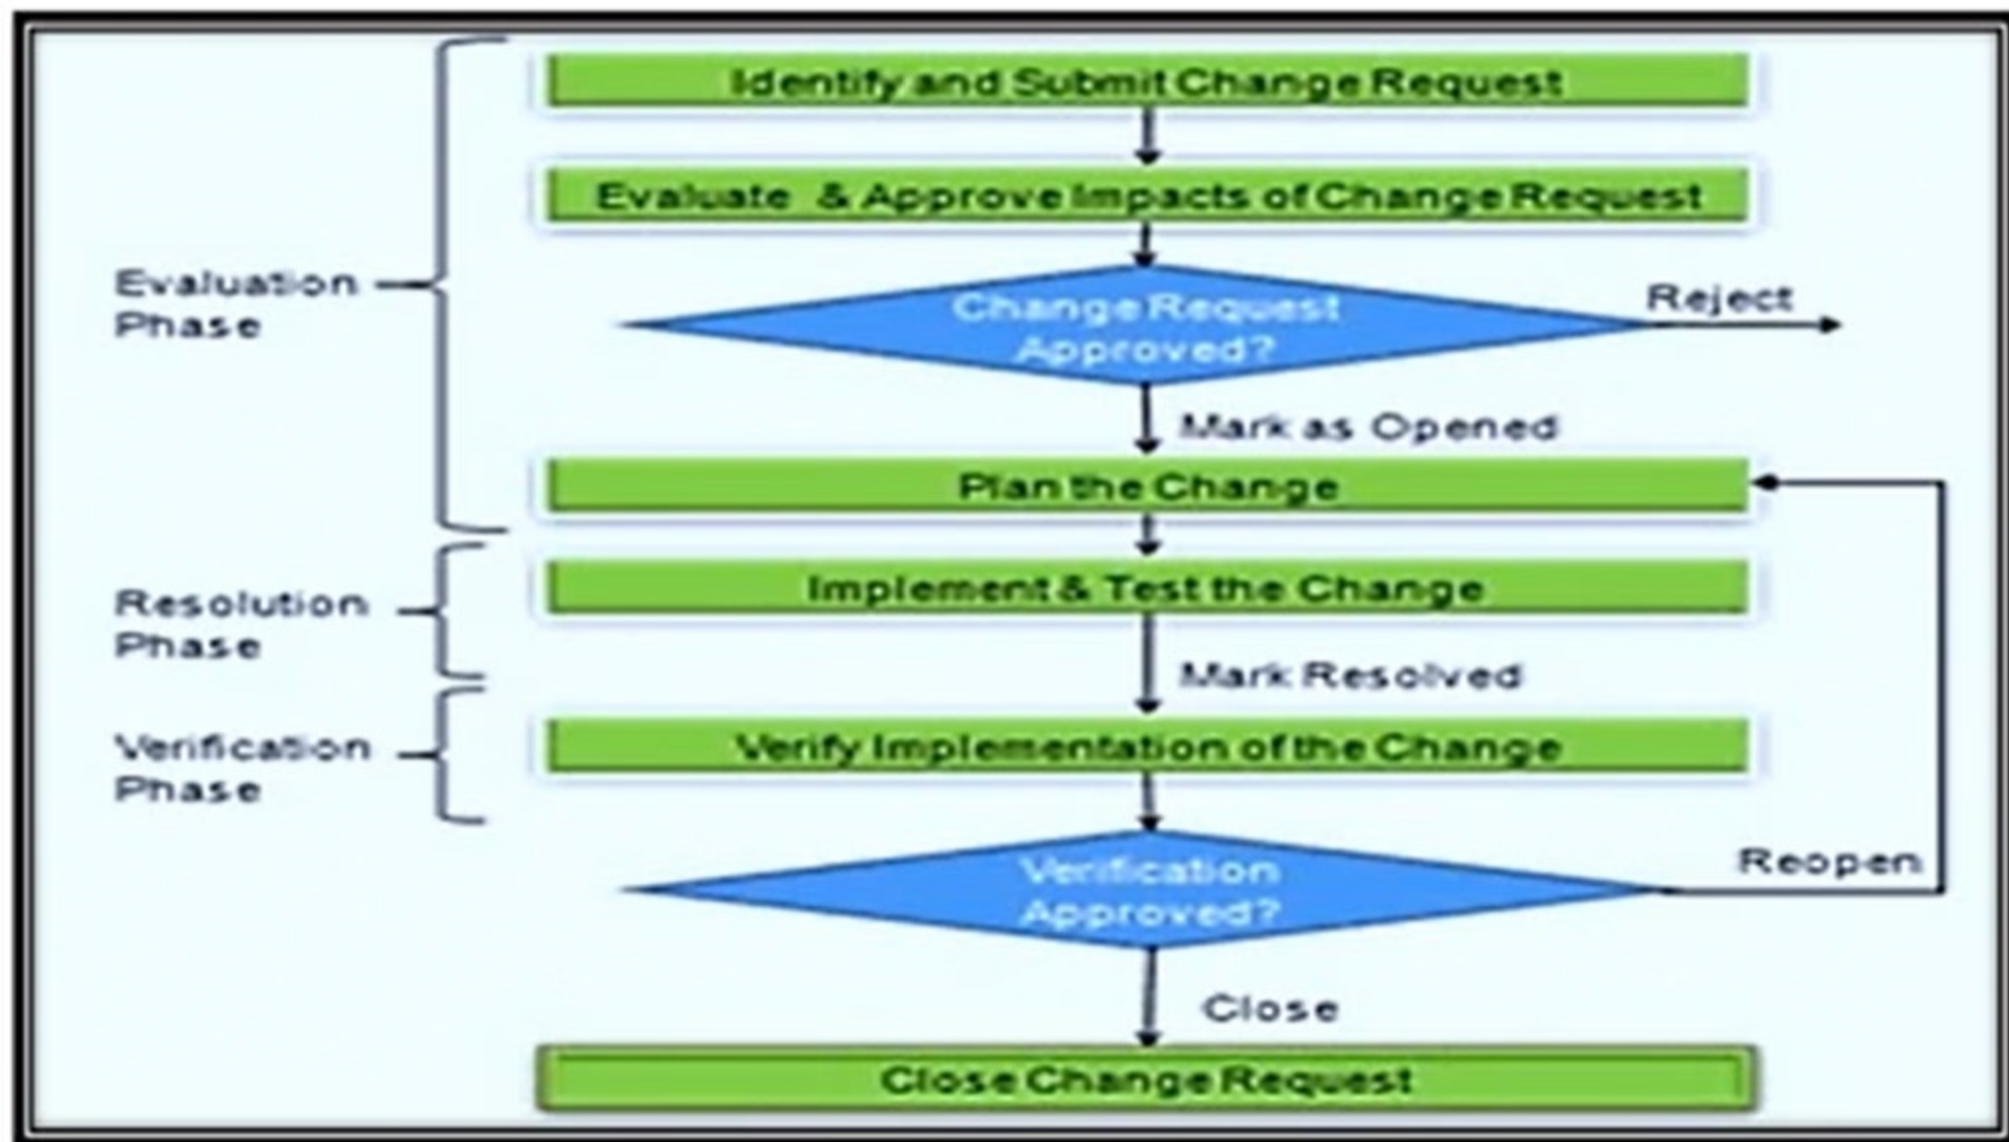 Identify and Submit Change Request
Evaluate & Approve Impacts of Change Request
Evaluation
Phase
Change Request
Approved?
Reject
Mark as Opened
Plan the Change
Implement & Test the Change
Resolution
Phase
Mark Resolved
Verify Implementation of the Change
Verification
Phase
Verification
Approved?
Reopen
Close
Close Change Request